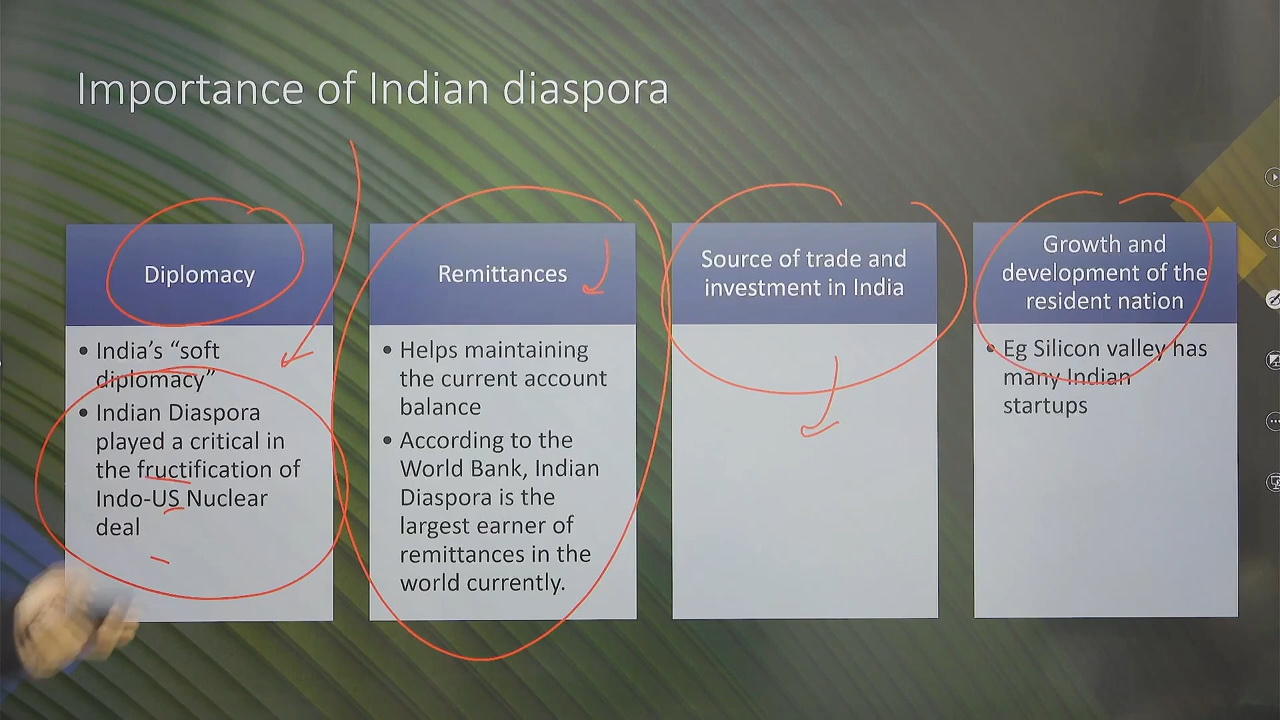 Importance of Indian diaspora
Diplomacy
• India's “soft
diplomacy”
• Indian Diaspora
played a critical in
the fructification of
Indo-US Nuclear
deal
Remittances
• Helps maintaining
the current account
balance
• According to the
World Bank, Indian
Diaspora is the
largest earner of
remittances in the
world currently.
Source of trade and
investment in India
Growth and
development of the
resident nation
• Eg Silicon valley has
many Indian
startups